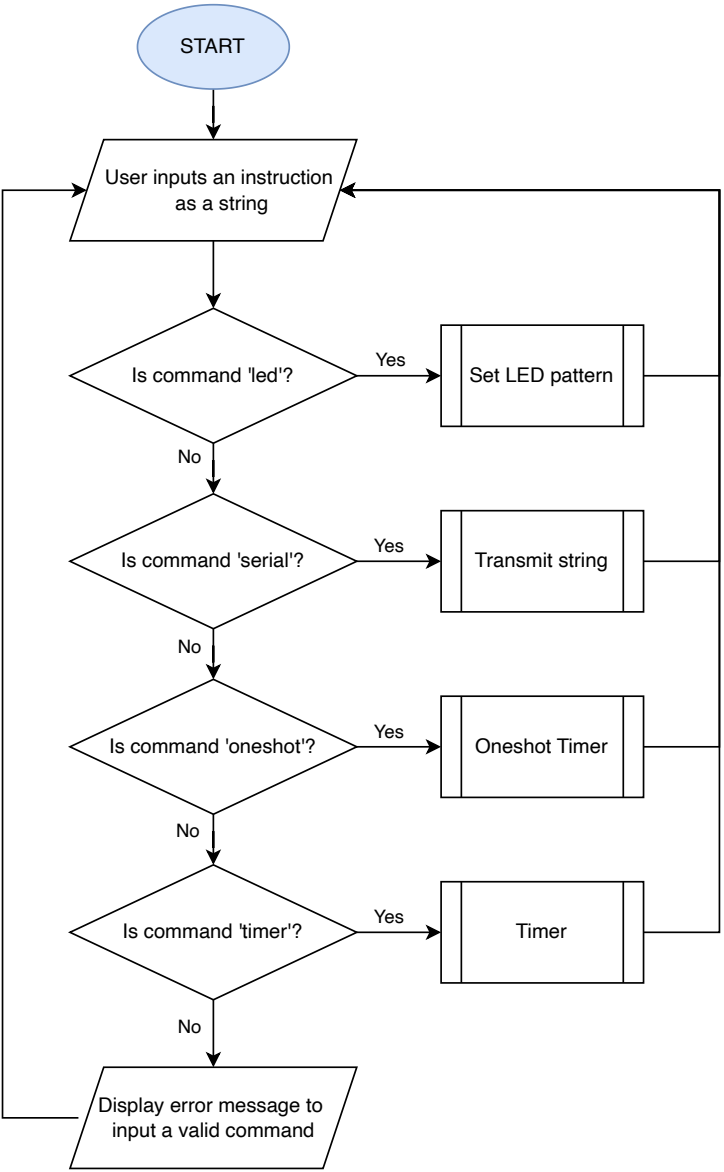 START
User inputs an instruction
as a string
Is command 'led'?
Yes
Set LED pattern
No
Is command 'serial'?
Yes
Transmit string
No
Is command 'oneshot'?
Yes
Oneshot Timer
No
Is command 'timer'?
Yes
Timer
No
Display error message to
input a valid command